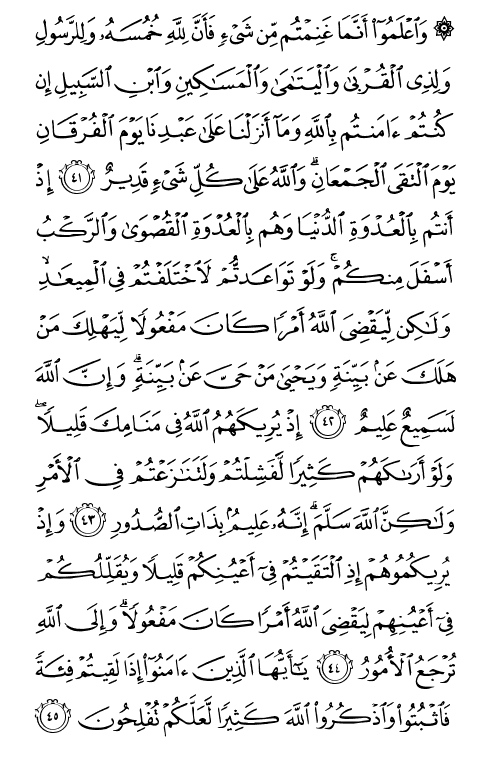 ۞ وَٱعْلَمُوٓا۟ أَنَّمَا غَنِمْتُم مِّن شَىْءٍ فَأَنَّ لِلَّهِ خُمُسَهُۥ وَلِلرَّسُولِ
وَلِذِى ٱلْقُرْبَىٰ وَٱلْيَتَٰمَىٰ وَٱلْمَسَٰكِينِ وَٱبْنِ ٱلسَّبِيلِ إِن
كُنتُمْ ءَامَنتُم بِٱللَّهِ وَمَآ أَنزَلْنَا عَلَىٰ عَبْدِنَا يَوْمَ ٱلْفُرْقَانِ
يَوْمَ ٱلْتَقَى ٱلْجَمْعَانِ ۗ وَٱللَّهُ عَلَىٰ كُلِّ شَىْءٍ قَدِيرٌ ٤١ إِذْ
أَنتُم بِٱلْعُدْوَةِ ٱلدُّنْيَا وَهُم بِٱلْعُدْوَةِ ٱلْقُصْوَىٰ وَٱلرَّكْبُ
أَسْفَلَ مِنكُمْ ۚ وَلَوْ تَوَاعَدتُّمْ لَٱخْتَلَفْتُمْ فِى ٱلْمِيعَٰدِ ۙ
وَلَٰكِن لِّيَقْضِىَ ٱللَّهُ أَمْرًا كَانَ مَفْعُولًا لِّيَهْلِكَ مَنْ
هَلَكَ عَنۢ بَيِّنَةٍ وَيَحْيَىٰ مَنْ حَىَّ عَنۢ بَيِّنَةٍ ۗ وَإِنَّ ٱللَّهَ
لَسَمِيعٌ عَلِيمٌ ٤٢ إِذْ يُرِيكَهُمُ ٱللَّهُ فِى مَنَامِكَ قَلِيلًا ۖ
وَلَوْ أَرَىٰكَهُمْ كَثِيرًا لَّفَشِلْتُمْ وَلَتَنَٰزَعْتُمْ فِى ٱلْأَمْرِ
وَلَٰكِنَّ ٱللَّهَ سَلَّمَ ۗ إِنَّهُۥ عَلِيمٌۢ بِذَاتِ ٱلصُّدُورِ ٤٣ وَإِذْ
يُرِيكُمُوهُمْ إِذِ ٱلْتَقَيْتُمْ فِىٓ أَعْيُنِكُمْ قَلِيلًا وَيُقَلِّلُكُمْ
فِىٓ أَعْيُنِهِمْ لِيَقْضِىَ ٱللَّهُ أَمْرًا كَانَ مَفْعُولًا ۗ وَإِلَى ٱللَّهِ
تُرْجَعُ ٱلْأُمُورُ ٤٤ يَٰٓأَيُّهَا ٱلَّذِينَ ءَامَنُوٓا۟ إِذَا لَقِيتُمْ فِئَةً
فَٱثْبُتُوا۟ وَٱذْكُرُوا۟ ٱللَّهَ كَثِيرًا لَّعَلَّكُمْ تُفْلِحُونَ ٤٥